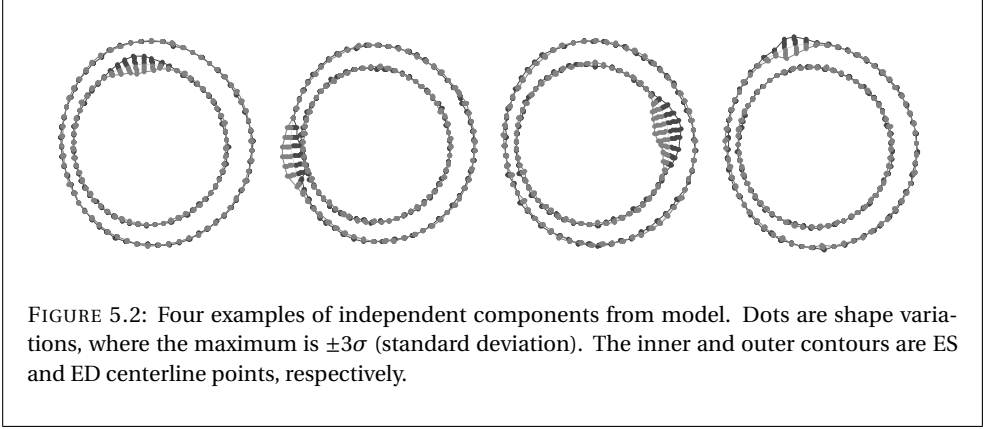 FIGURE 5.2: Four examples of independent components from model. Dots are shape varia-
tions, where the maximum is ±3σ (standard deviation). The inner and outer contours are ES
and ED centerline points, respectively.